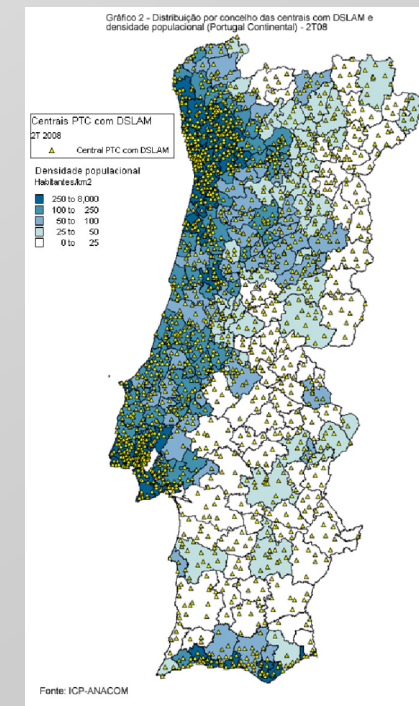 Gráfico 2 - Distribuição por concelho das centrais com DSLAM e
densidade populacional (Portugal Continental) - 2T08
Centrais PTC com DSLAM
2T 2008
Central PTC com DSLAM
Densidade populacional
Habitantes/km2
250 to 8,000
100 to 250
50 to 100
25 to 50
0 to 25
Fonte: ICP-ANACOM